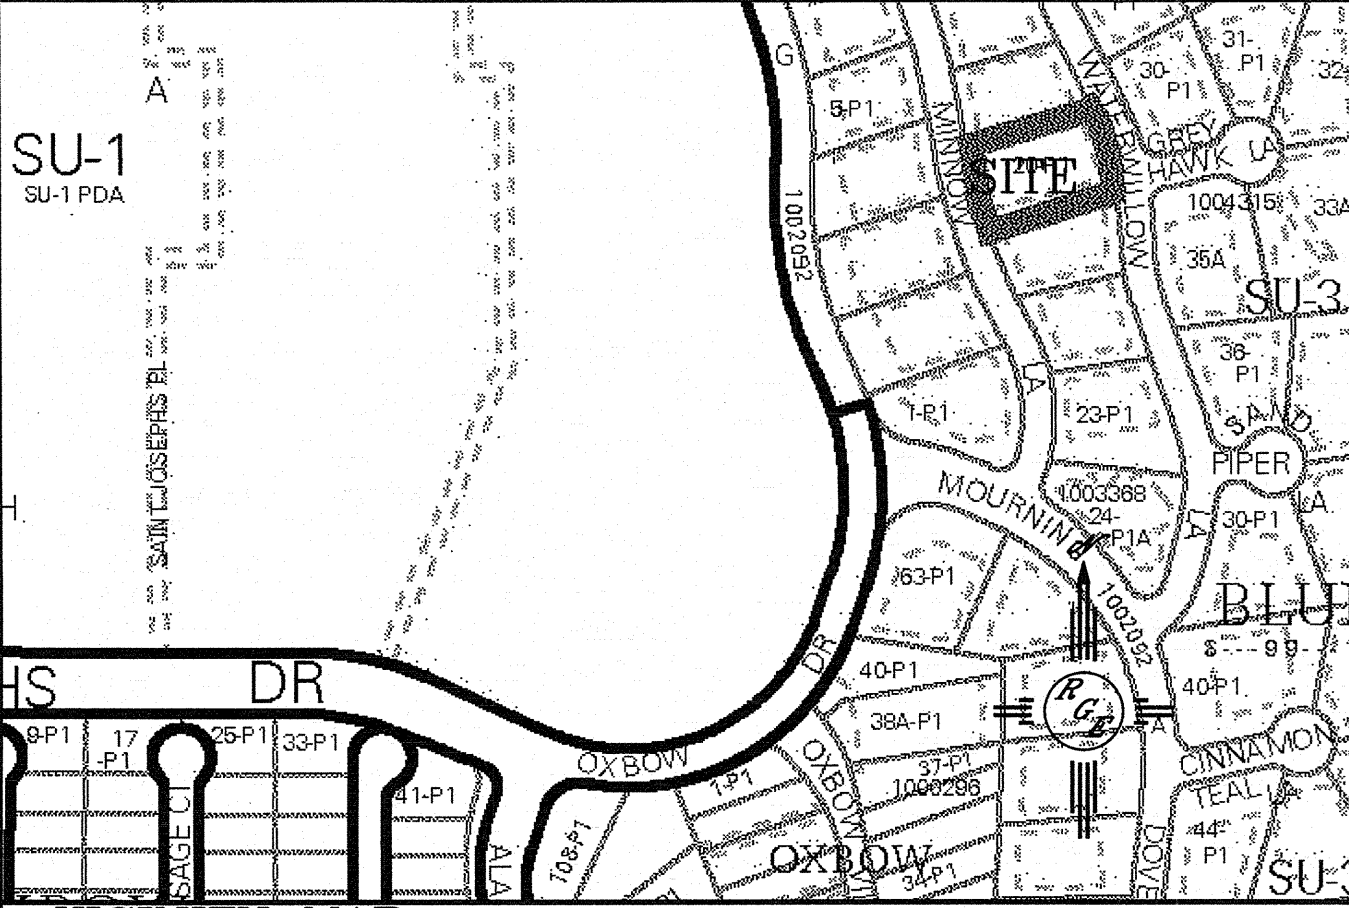 A
SU-1
SU-1 PDA
SAINT JOSEPHS PL
G
1002092
5-P1
MINNOW
LA
SITE
WATERWILLOW
LA
31-
P1
30-
P1
32-
GREY
HAWK LA
1004315
33A
35A
SU-3
36-
P1
SAND
PIPER
LA
1-P1
23-P1
MOURNING
1003368
24-
P1A
30-P1
63-P1
1002092
BLUE
DR
40-P1
38A-P1
37-P1
1000296
34-P1
R
G
E
N
40-P1
CINNAMON
TEAL LA
44-
P1
DOVE
SU-3
HS
DR
9-P1
17
-P1
25-P1
33-P1
41-P1
SAGE CT
ALA
OXBOW
1-P1
OXBOW
OXBOW